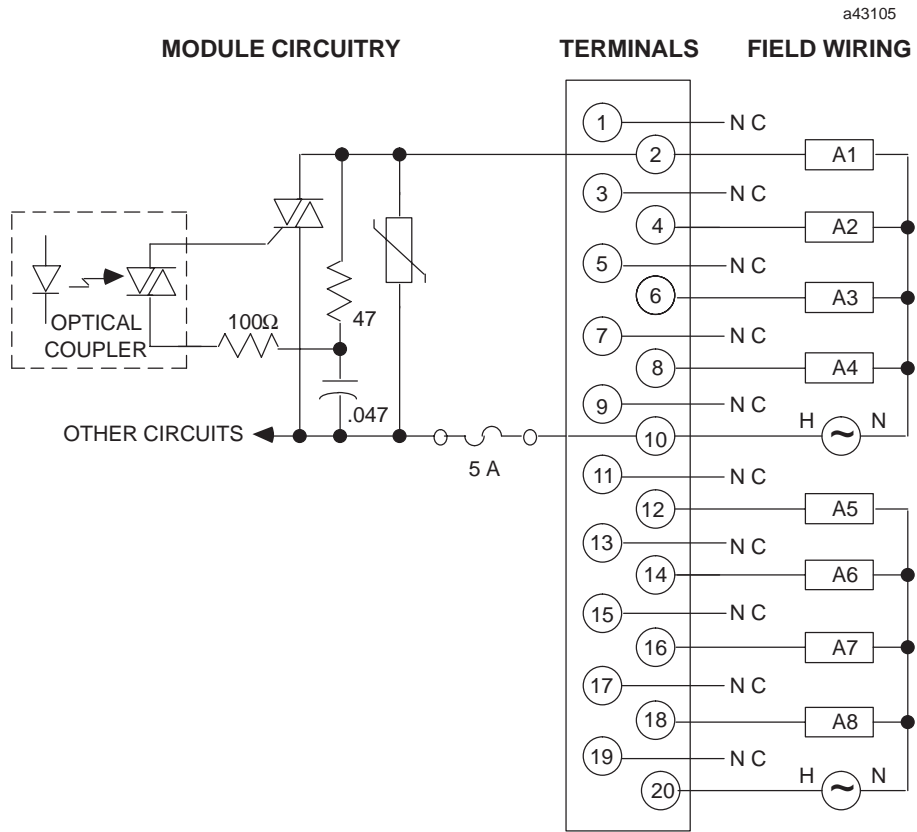 a43105
MODULE CIRCUITRY TERMINALS FIELD WIRING
1 N C
2 A1
3 N C
4 A2
5 N C
6 A3
7 N C
8 A4
9 N C
10 H ~ N
11 N C
12 A5
13 N C
14 A6
15 N C
16 A7
17 N C
18 A8
19 N C
20 H ~ N
OPTICAL
COUPLER
100Ω
47
.047
OTHER CIRCUITS
5 A